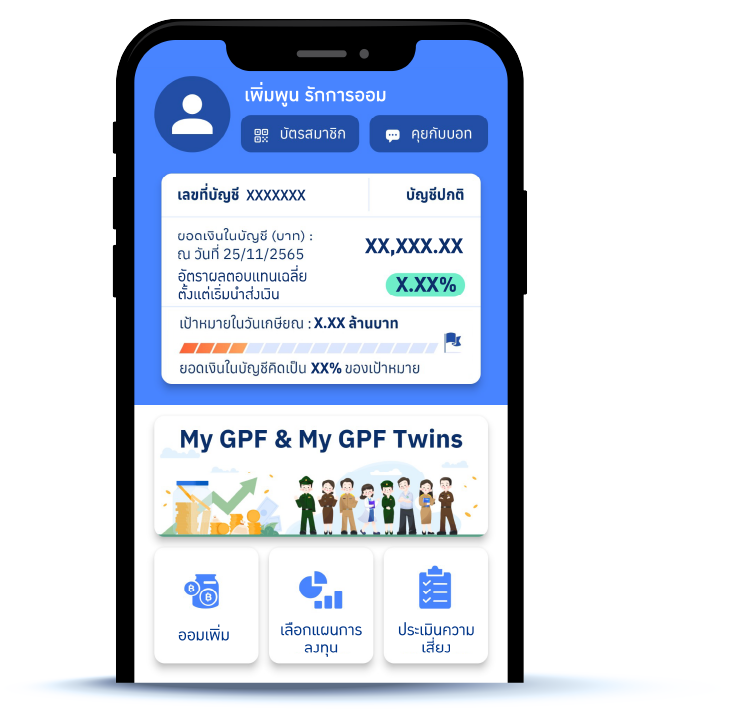 เพิ่มพูน รักการออม
บัตรสมาชิก
คุยกับบอท
เลขที่บัญชี XXXXXXX
บัญชีปกติ
ยอดเงินในบัญชี (บาท) :
ณ วันที่ 25/11/2565
XX,XXX.XX
อัตราผลตอบแทนเฉลี่ย
ตั้งแต่เริ่มนำส่งเงิน
X.XX%
เป้าหมายในวันเกษียณ : X.XX ล้านบาท
ยอดเงินในบัญชีคิดเป็น XX% ของเป้าหมาย
My GPF & My GPF Twins
ออมเพิ่ม
เลือกแผนการ
ลงทุน
ประเมินความ
เสี่ยง